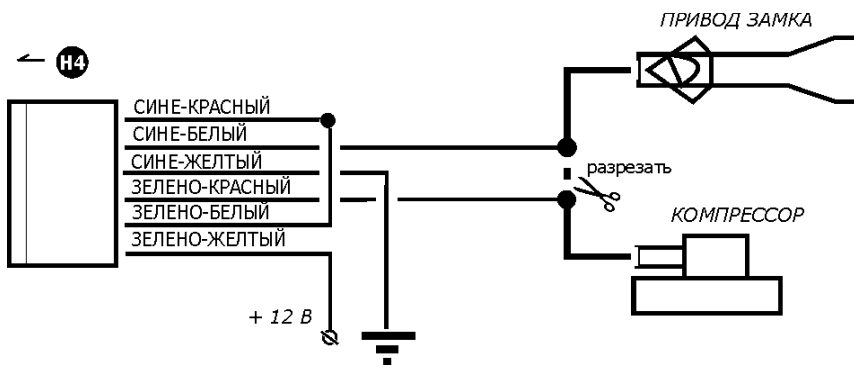 ПРИВОД ЗАМКА
H4
СИНЕ-КРАСНЫЙ
СИНЕ-БЕЛЫЙ
СИНЕ-ЖЕЛТЫЙ
разрезать
ЗЕЛЕНО-КРАСНЫЙ
ЗЕЛЕНО-БЕЛЫЙ
КОМПРЕССОР
ЗЕЛЕНО-ЖЕЛТЫЙ
+ 12 В